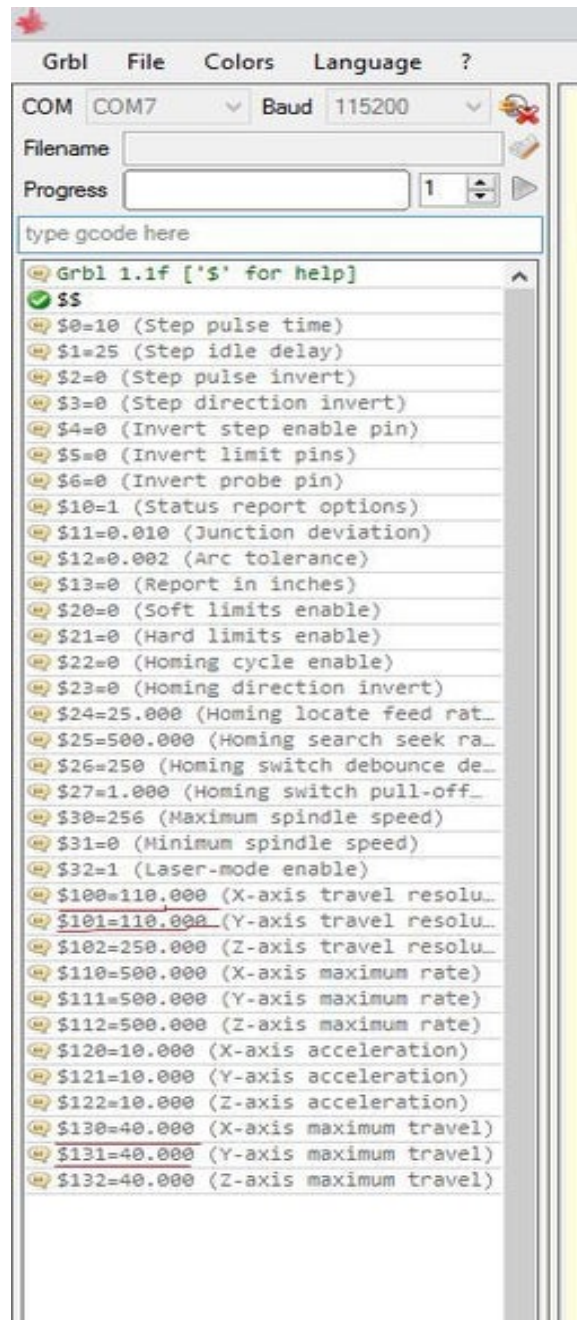 Grbl File Colors Language ?
COM COM7 Baud 115200
Filename
Progress 1
type gcode here
Grbl 1.1f ['$' for help]
$$
$0=10 (Step pulse time)
$1=25 (Step idle delay)
$2=0 (Step pulse invert)
$3=0 (Step direction invert)
$4=0 (Invert step enable pin)
$5=0 (Invert limit pins)
$6=0 (Invert probe pin)
$10=1 (Status report options)
$11=0.010 (Junction deviation)
$12=0.002 (Arc tolerance)
$13=0 (Report in inches)
$20=0 (Soft limits enable)
$21=0 (Hard limits enable)
$22=0 (Homing cycle enable)
$23=0 (Homing direction invert)
$24=25.000 (Homing locate feed rat…
$25=500.000 (Homing search seek ra…
$26=250 (Homing switch debounce de…
$27=1.000 (Homing switch pull-off…
$30=256 (Maximum spindle speed)
$31=0 (Minimum spindle speed)
$32=1 (Laser-mode enable)
$100=110.000 (X-axis travel resolu…
$101=110.000 (Y-axis travel resolu…
$102=250.000 (Z-axis travel resolu…
$110=500.000 (X-axis maximum rate)
$111=500.000 (Y-axis maximum rate)
$112=500.000 (Z-axis maximum rate)
$120=10.000 (X-axis acceleration)
$121=10.000 (Y-axis acceleration)
$122=10.000 (Z-axis acceleration)
$130=40.000 (X-axis maximum travel)
$131=40.000 (Y-axis maximum travel)
$132=40.000 (Z-axis maximum travel)